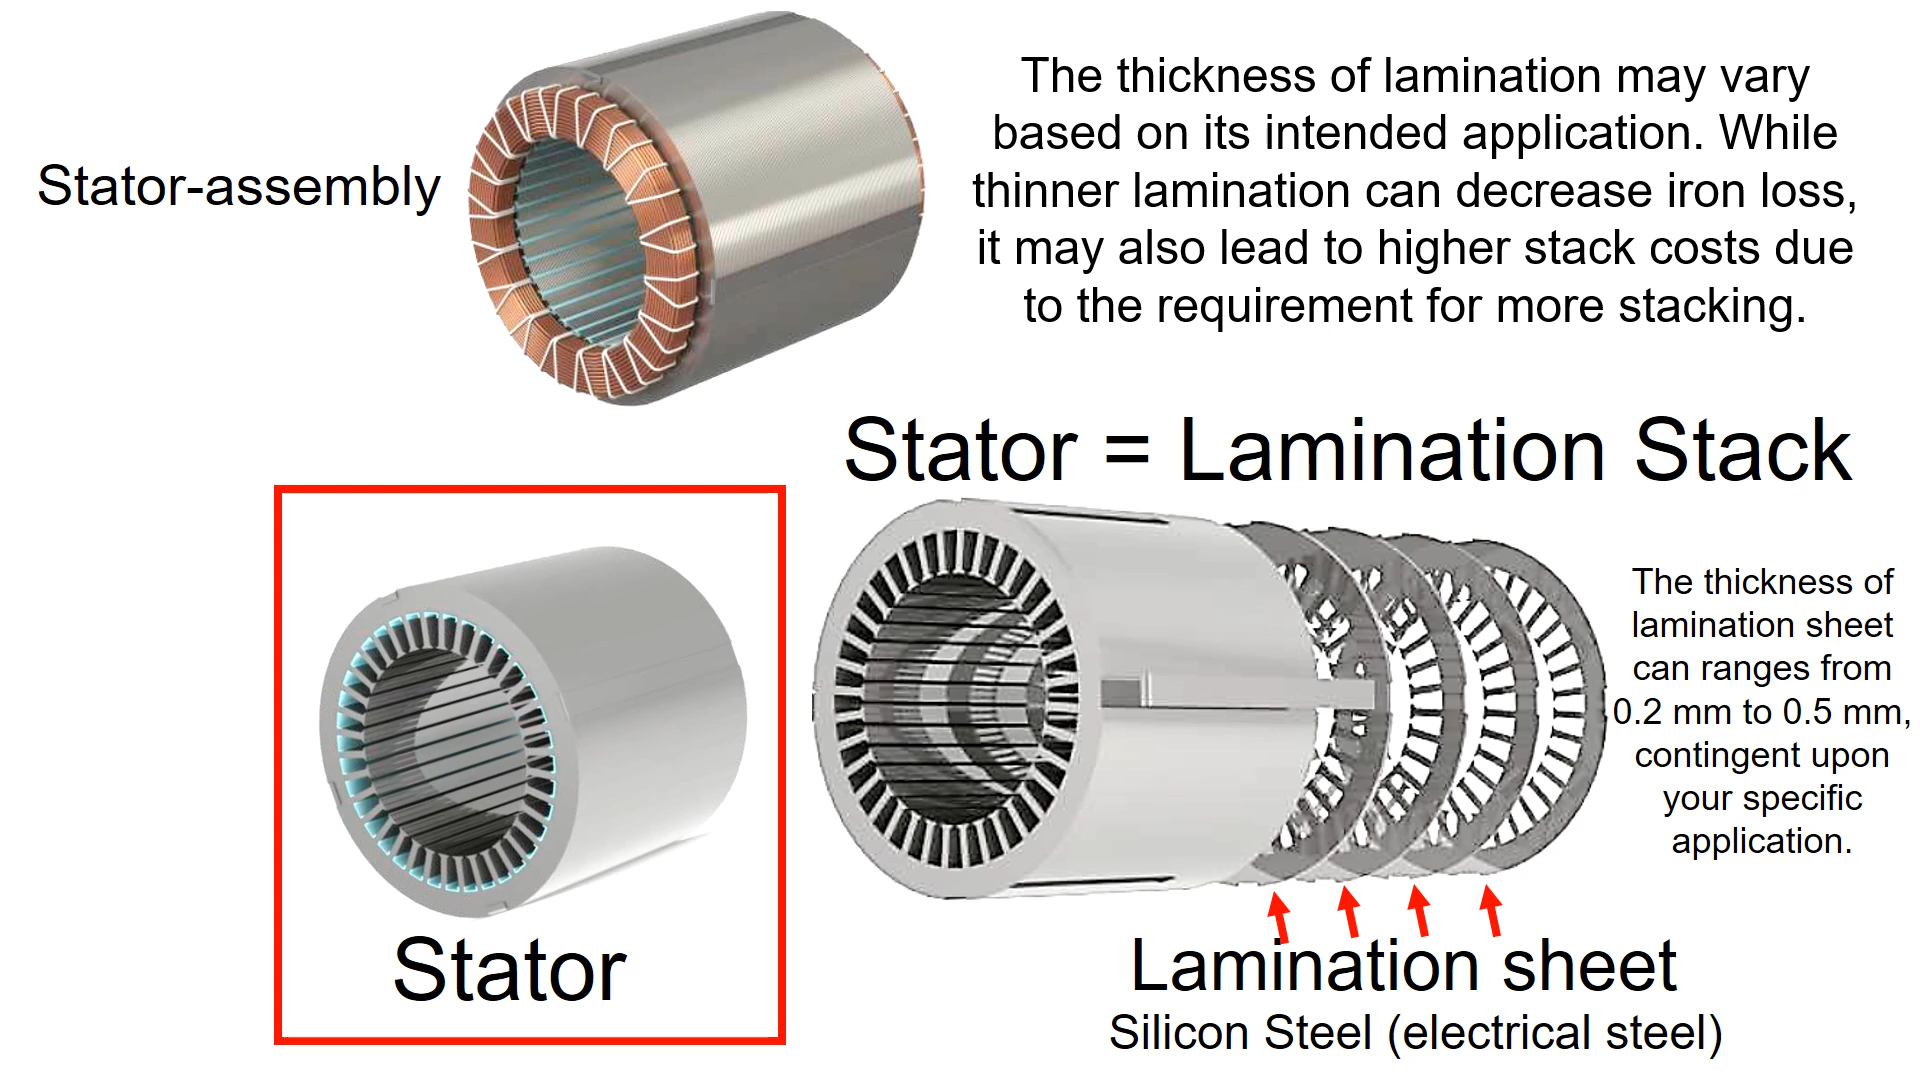 Stator-assembly
The thickness of lamination may vary
based on its intended application. While
thinner lamination can decrease iron loss,
it may also lead to higher stack costs due
to the requirement for more stacking.
Stator = Lamination Stack
Stator
The thickness of
lamination sheet
can ranges from
0.2 mm to 0.5 mm,
contingent upon
your specific
application.
Lamination sheet
Silicon Steel (electrical steel)